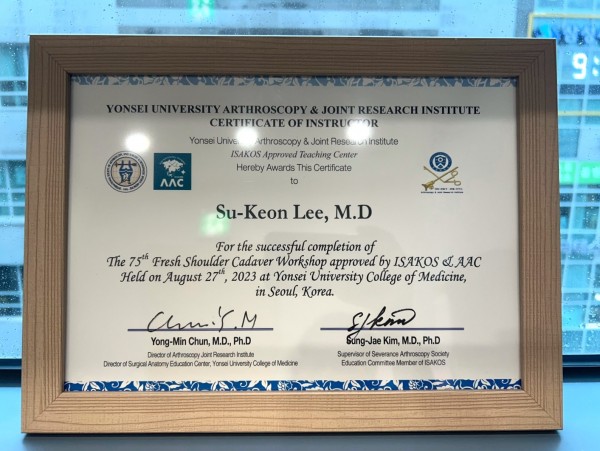 9:
YONSEI UNIVERSITY ARTHROSCOPY & JOINT RESEARCH INSTITUTE
CERTIFICATE OF INSTRUCTOR
Yonsei University Arthroscopy & Joint Research Institute
ISAKOS Approved Teaching Center
Hereby Awards This Certificate
to
AAC
Su-Keon Lee, M.D
For the successful completion of
The 75th Fresh Shoulder Cadaver Workshop approved by ISAKOS & AAC
Held on August 27th, 2023 at Yonsei University College of Medicine,
in Seoul, Korea.
Chun Y. M
SJkim
Yong-Min Chun, M.D., Ph.D
Director of Arthroscopy Joint Research Institute
Director of Surgical Anatomy Education Center, Yonsei University College of Medicine
Sung-Jae Kim, M.D., Ph.D
Supervisor of Severance Arthroscopy Society
Education Committee Member of ISAKOS